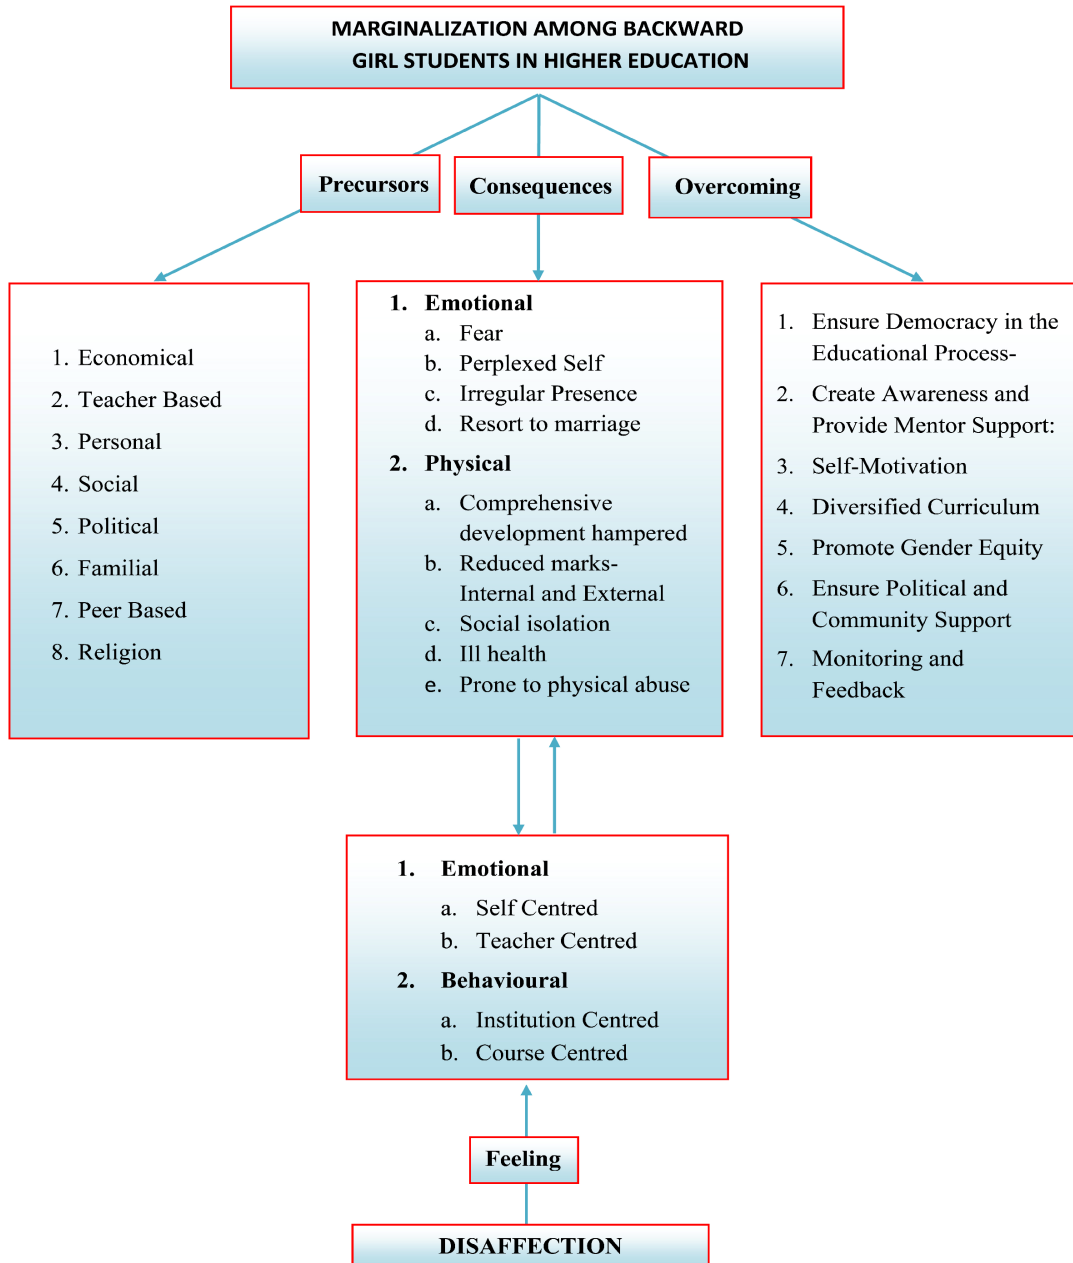 MARGINALIZATION AMONG BACKWARD
GIRL STUDENTS IN HIGHER EDUCATION
Precursors
Consequences
Overcoming
1. Economical
2. Teacher Based
3. Personal
4. Social
5. Political
6. Familial
7. Peer Based
8. Religion
1. Emotional
a. Fear
b. Perplexed Self
c. Irregular Presence
d. Resort to marriage
2. Physical
a. Comprehensive
development hampered
b. Reduced marks-
Internal and External
c. Social isolation
d. Ill health
e. Prone to physical abuse
1. Ensure Democracy in the
Educational Process-
2. Create Awareness and
Provide Mentor Support:
3. Self-Motivation
4. Diversified Curriculum
5. Promote Gender Equity
6. Ensure Political and
Community Support
7. Monitoring and
Feedback
1. Emotional
a. Self Centred
b. Teacher Centred
2. Behavioural
a. Institution Centred
b. Course Centred
Feeling
DISAFFECTION